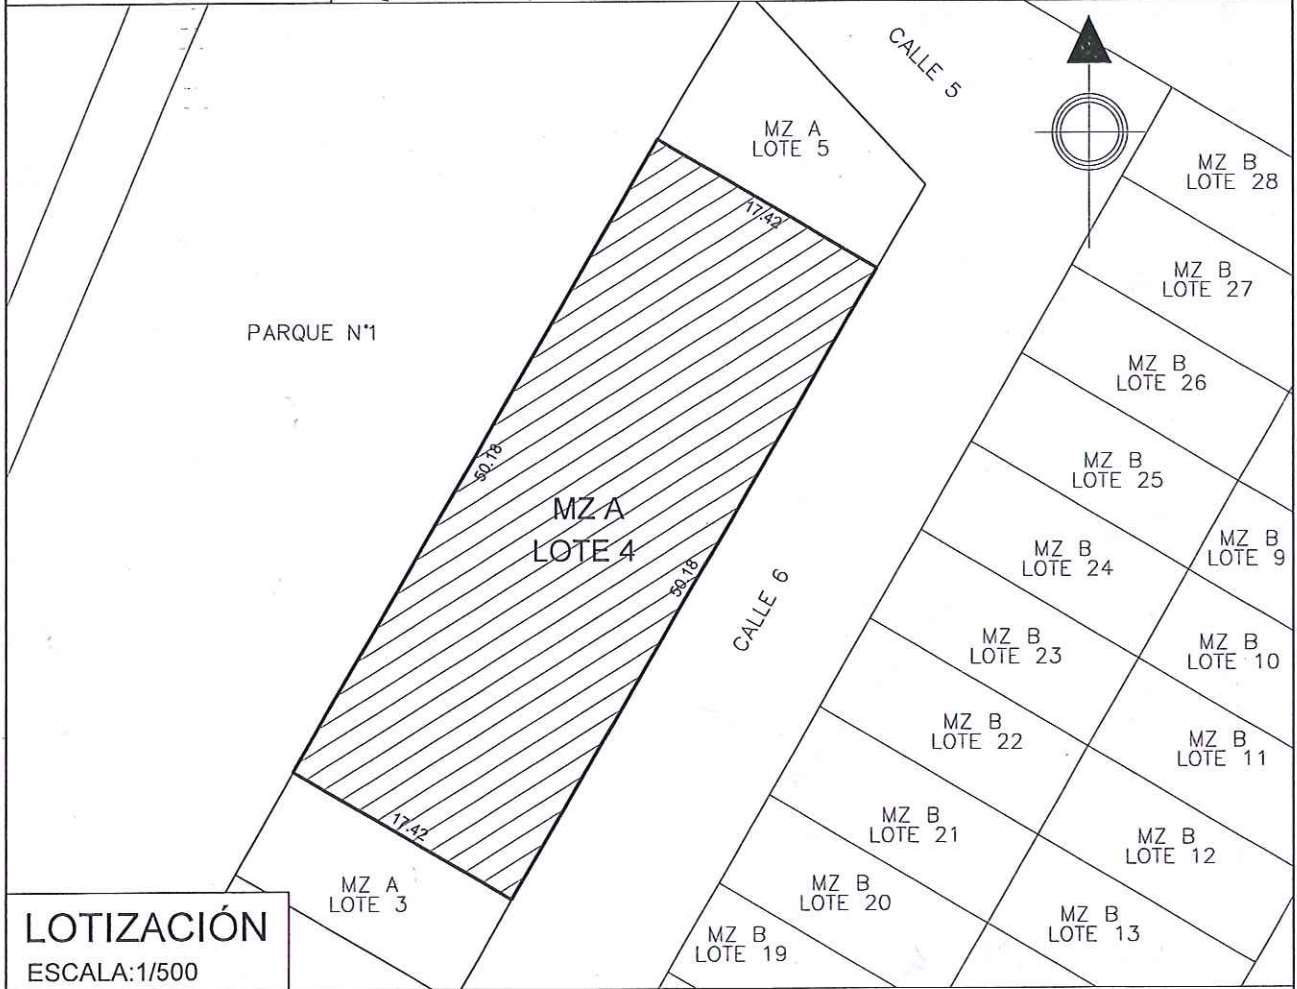 CALLE 5
MZ A
LOTE 5
MZ B
LOTE 28
17.42
MZ B
LOTE 27
PARQUE N°1
MZ B
LOTE 26
50.18
MZ B
LOTE 25
MZ A
LOTE 4
MZ B
LOTE 9
MZ B
LOTE 24
50.18
CALLE 6
MZ B
LOTE 23
MZ B
LOTE 10
MZ B
LOTE 22
MZ B
LOTE 11
17.42
MZ B
LOTE 21
MZ B
LOTE 12
MZ A
LOTE 3
MZ B
LOTE 20
MZ B
LOTE 13
MZ B
LOTE 19
LOTIZACIÓN
ESCALA:1/500